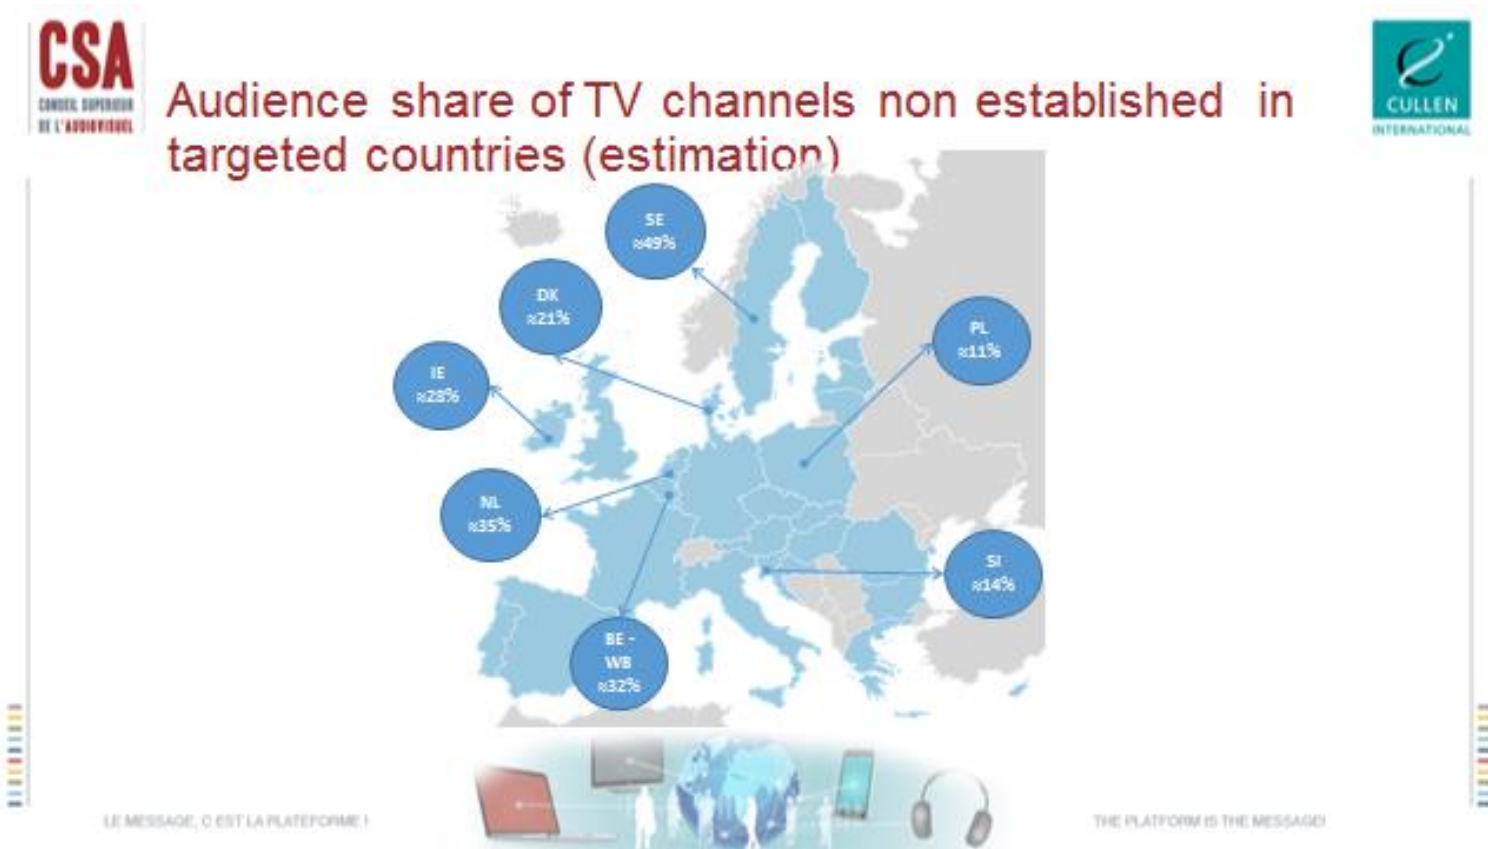 CSA
CONSEIL SUPERIEUR
DE L'AUDIOVISUEL
Audience share of TV channels non established in
targeted countries (estimation)
CULLEN
INTERNATIONAL
SE
≈49%
DK
≈21%
PL
≈11%
IE
≈28%
NL
≈35%
SI
≈14%
BE -
WB
≈32%
LE MESSAGE, C EST LA PLATEFORME !
THE PLATFORM IS THE MESSAGE!